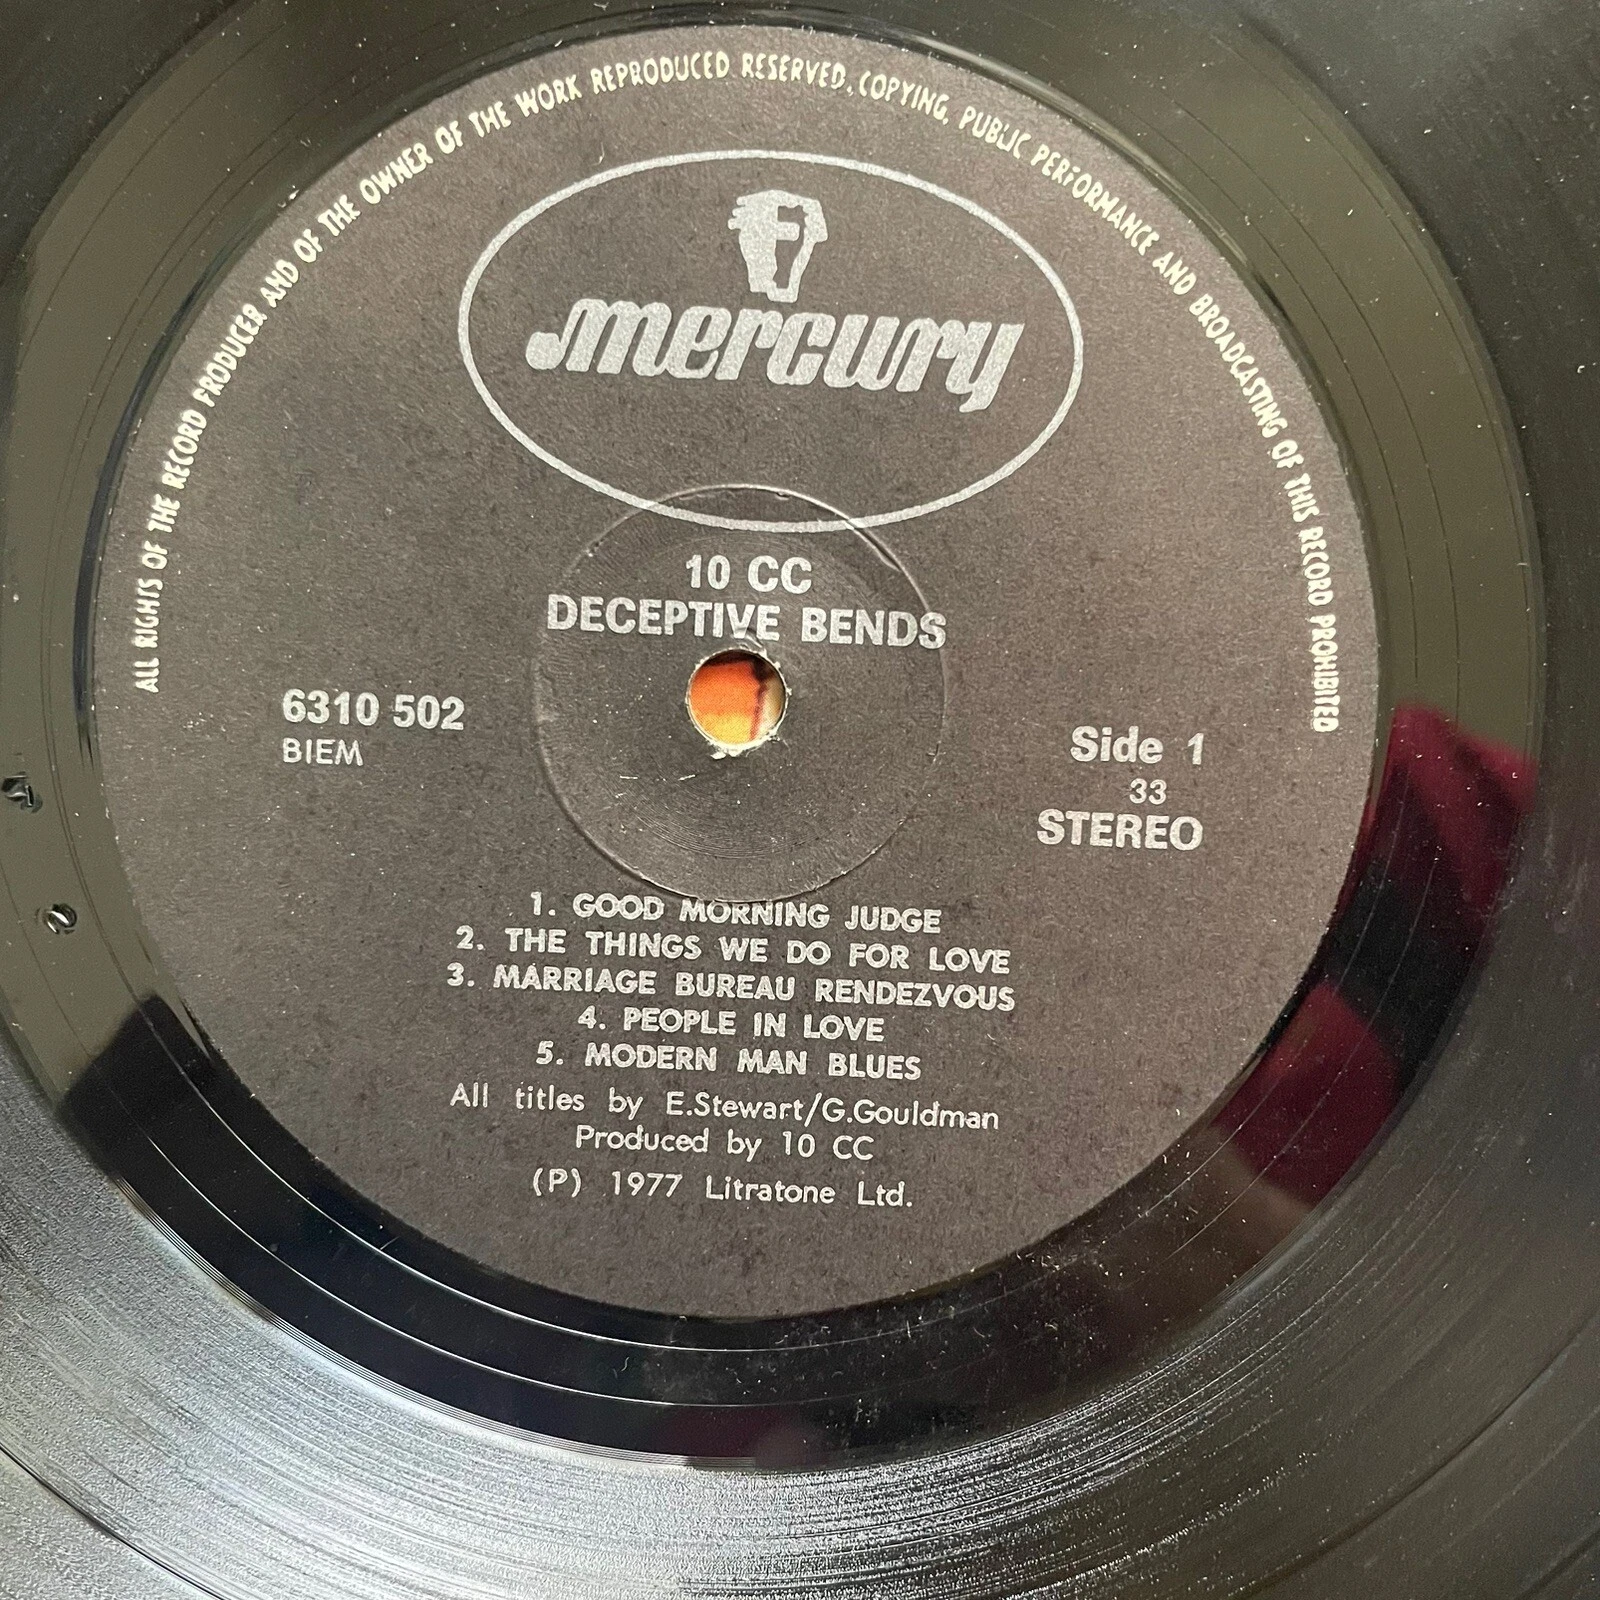 ALL RIGHTS OF THE RECORD PRODUCER AND OF THE OWNER OF THE WORK REPRODUCED RESERVED. COPYING, PUBLIC PERFORMANCE AND BROADCASTING OF THIS RECORD PROHIBITED
mercury
10 CC
DECEPTIVE BENDS
6310 502
BIEM
Side 1
33
STEREO
1. GOOD MORNING JUDGE
2. THE THINGS WE DO FOR LOVE
3. MARRIAGE BUREAU RENDEZVOUS
4. PEOPLE IN LOVE
5. MODERN MAN BLUES
All titles by E.Stewart/G.Gouldman
Produced by 10 CC
(P) 1977 Litratone Ltd.